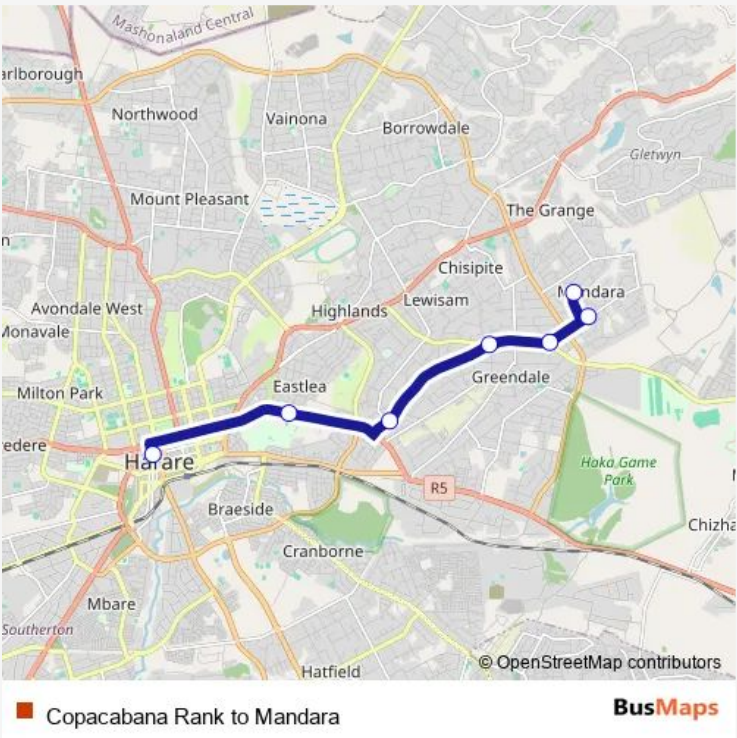 Mashonaland Central
arlborough
Northwood
Vainona
Borrowdale
Gletwyn
Mount Pleasant
The Grange
n
Chisipite
Mandara
Avondale West
Highlands
Lewisam
Monavale
Greendale
Eastlea
Milton Park
edere
Harare
Haka Game
Park
R5
Braeside
Chizha
Cranborne
Mbare
Southerton
Hatfield
© OpenStreetMap contributors
Copacabana Rank to Mandara
BusMaps